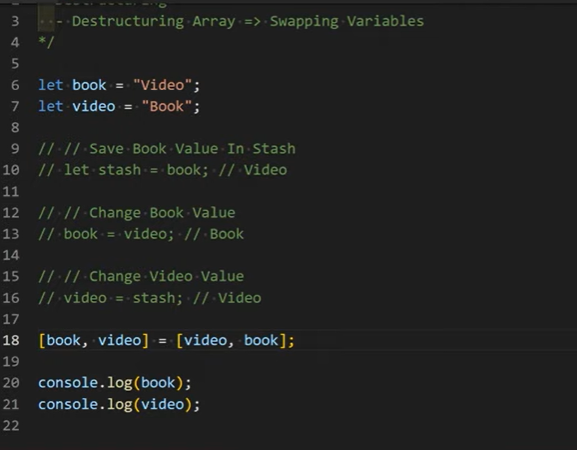 3 - Destructuring Array => Swapping Variables
4 */
5
6 let book = "Video";
7 let video = "Book";
8
9 // // Save Book Value In Stash
10 // let stash = book; // Video
11
12 // // Change Book Value
13 // book = video; // Book
14
15 // // Change Video Value
16 // video = stash; // Video
17
18 [book, video] = [video, book];
19
20 console.log(book);
21 console.log(video);
22